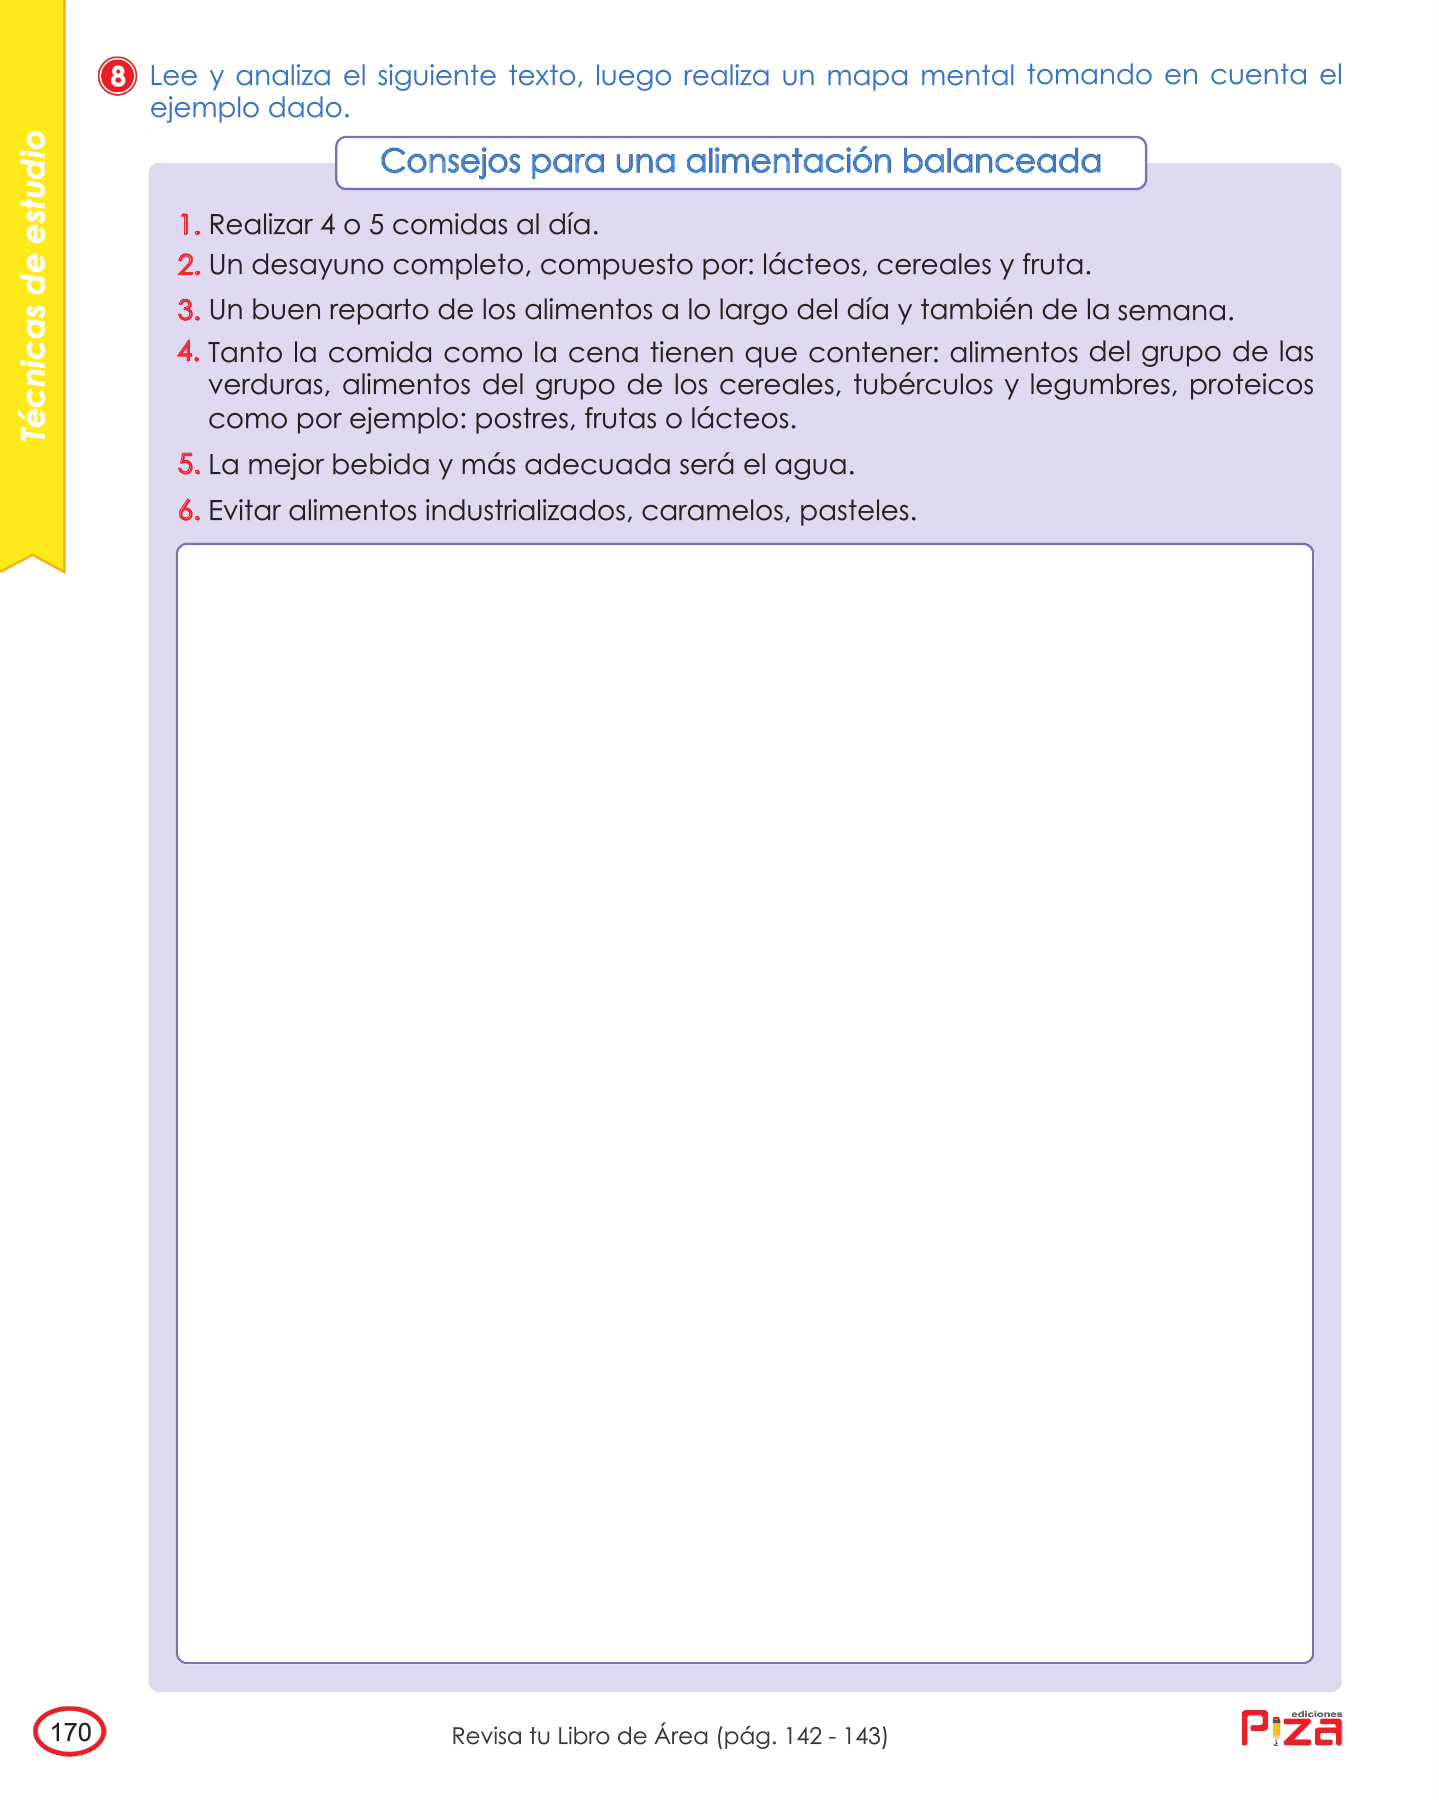 Técnicas de estudio
8 Lee y analiza el siguiente texto, luego realiza un mapa mental tomando en cuenta el
ejemplo dado.
Consejos para una alimentación balanceada
1. Realizar 4 o 5 comidas al día.
2. Un desayuno completo, compuesto por: lácteos, cereales y fruta.
3. Un buen reparto de los alimentos a lo largo del día y también de la semana.
4. Tanto la comida como la cena tienen que contener: alimentos del grupo de las
verduras, alimentos del grupo de los cereales, tubérculos y legumbres, proteicos
como por ejemplo: postres, frutas o lácteos.
5. La mejor bebida y más adecuada será el agua.
6. Evitar alimentos industrializados, caramelos, pasteles.
170
Revisa tu Libro de Área (pág. 142 - 143)
ediciones
Piza